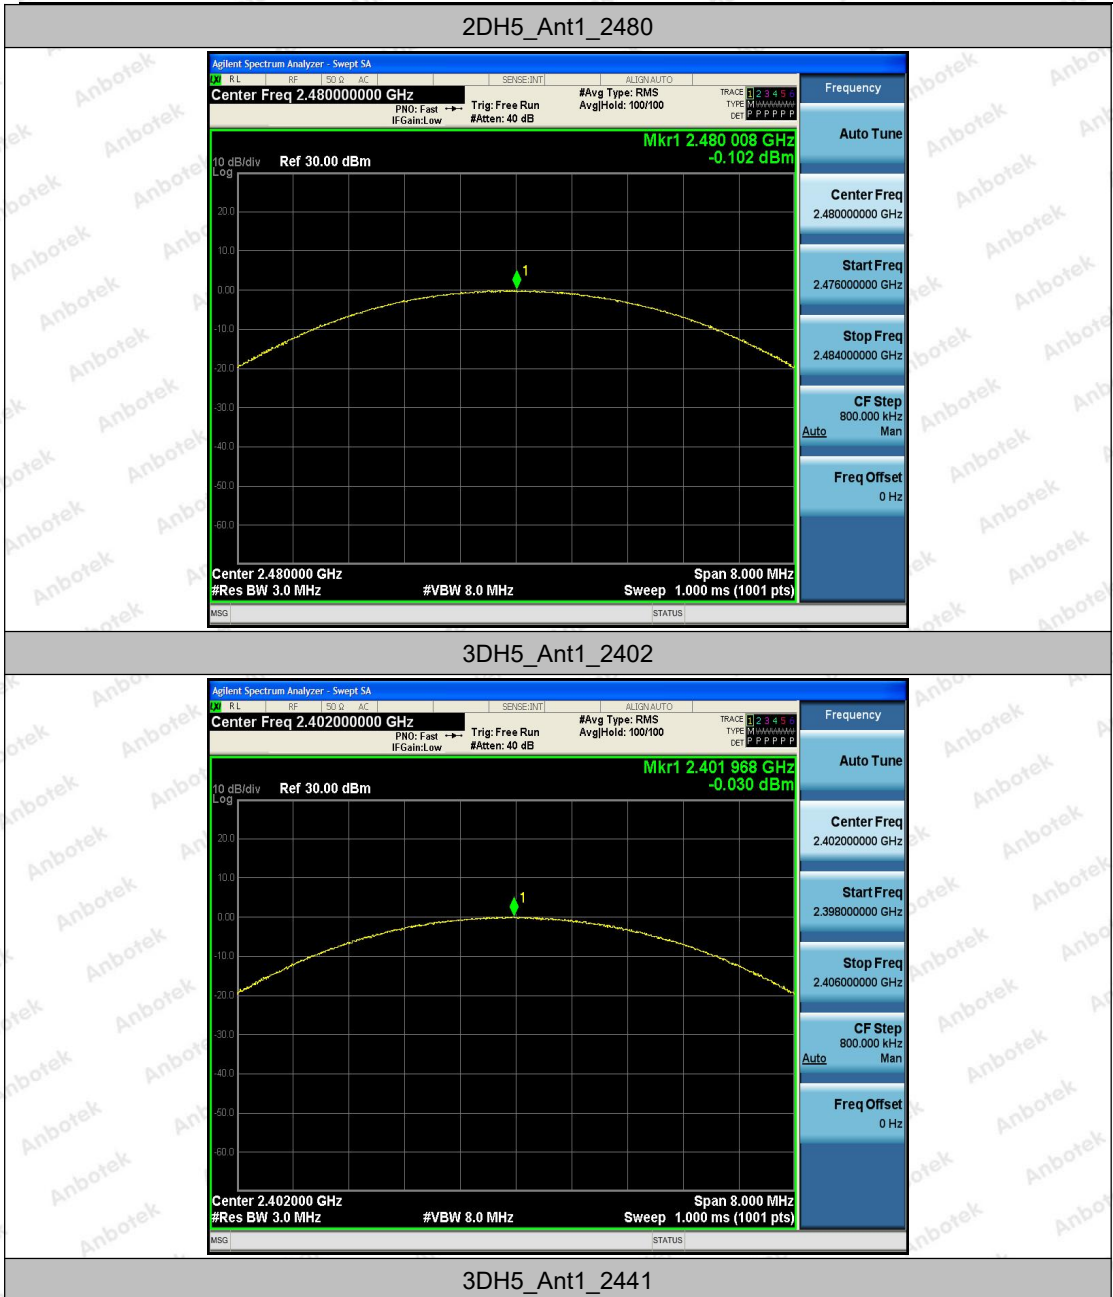 2DH5_Ant1_2480
Agilent Spectrum Analyzer - Swept SA
LXI RL RF 50 Ω AC SENSE:INT ALIGNAUTO
Center Freq 2.480000000 GHz
PNO: Fast
IFGain:Low
Trig: Free Run
#Atten: 40 dB
#Avg Type: RMS
Avg|Hold: 100/100
TRACE 1 2 3 4 5 6
TYPE M WWWWW
DET P P P P P P
Mkr1 2.480 008 GHz
-0.102 dBm
10 dB/div Ref 30.00 dBm
Log
20.0
10.0
0.00
-10.0
-20.0
-30.0
-40.0
-50.0
-60.0
1
Center 2.480000 GHz Span 8.000 MHz
#Res BW 3.0 MHz #VBW 8.0 MHz Sweep 1.000 ms (1001 pts)
MSG STATUS
Frequency
Auto Tune
Center Freq
2.480000000 GHz
Start Freq
2.476000000 GHz
Stop Freq
2.484000000 GHz
CF Step
800.000 kHz
Auto Man
Freq Offset
0 Hz
3DH5_Ant1_2402
Agilent Spectrum Analyzer - Swept SA
LXI RL RF 50 Ω AC SENSE:INT ALIGNAUTO
Center Freq 2.402000000 GHz
PNO: Fast
IFGain:Low
Trig: Free Run
#Atten: 40 dB
#Avg Type: RMS
Avg|Hold: 100/100
TRACE 1 2 3 4 5 6
TYPE M WWWWW
DET P P P P P P
Mkr1 2.401 968 GHz
-0.030 dBm
10 dB/div Ref 30.00 dBm
Log
20.0
10.0
0.00
-10.0
-20.0
-30.0
-40.0
-50.0
-60.0
1
Center 2.402000 GHz Span 8.000 MHz
#Res BW 3.0 MHz #VBW 8.0 MHz Sweep 1.000 ms (1001 pts)
MSG STATUS
Frequency
Auto Tune
Center Freq
2.402000000 GHz
Start Freq
2.398000000 GHz
Stop Freq
2.406000000 GHz
CF Step
800.000 kHz
Auto Man
Freq Offset
0 Hz
3DH5_Ant1_2441
Anbotek